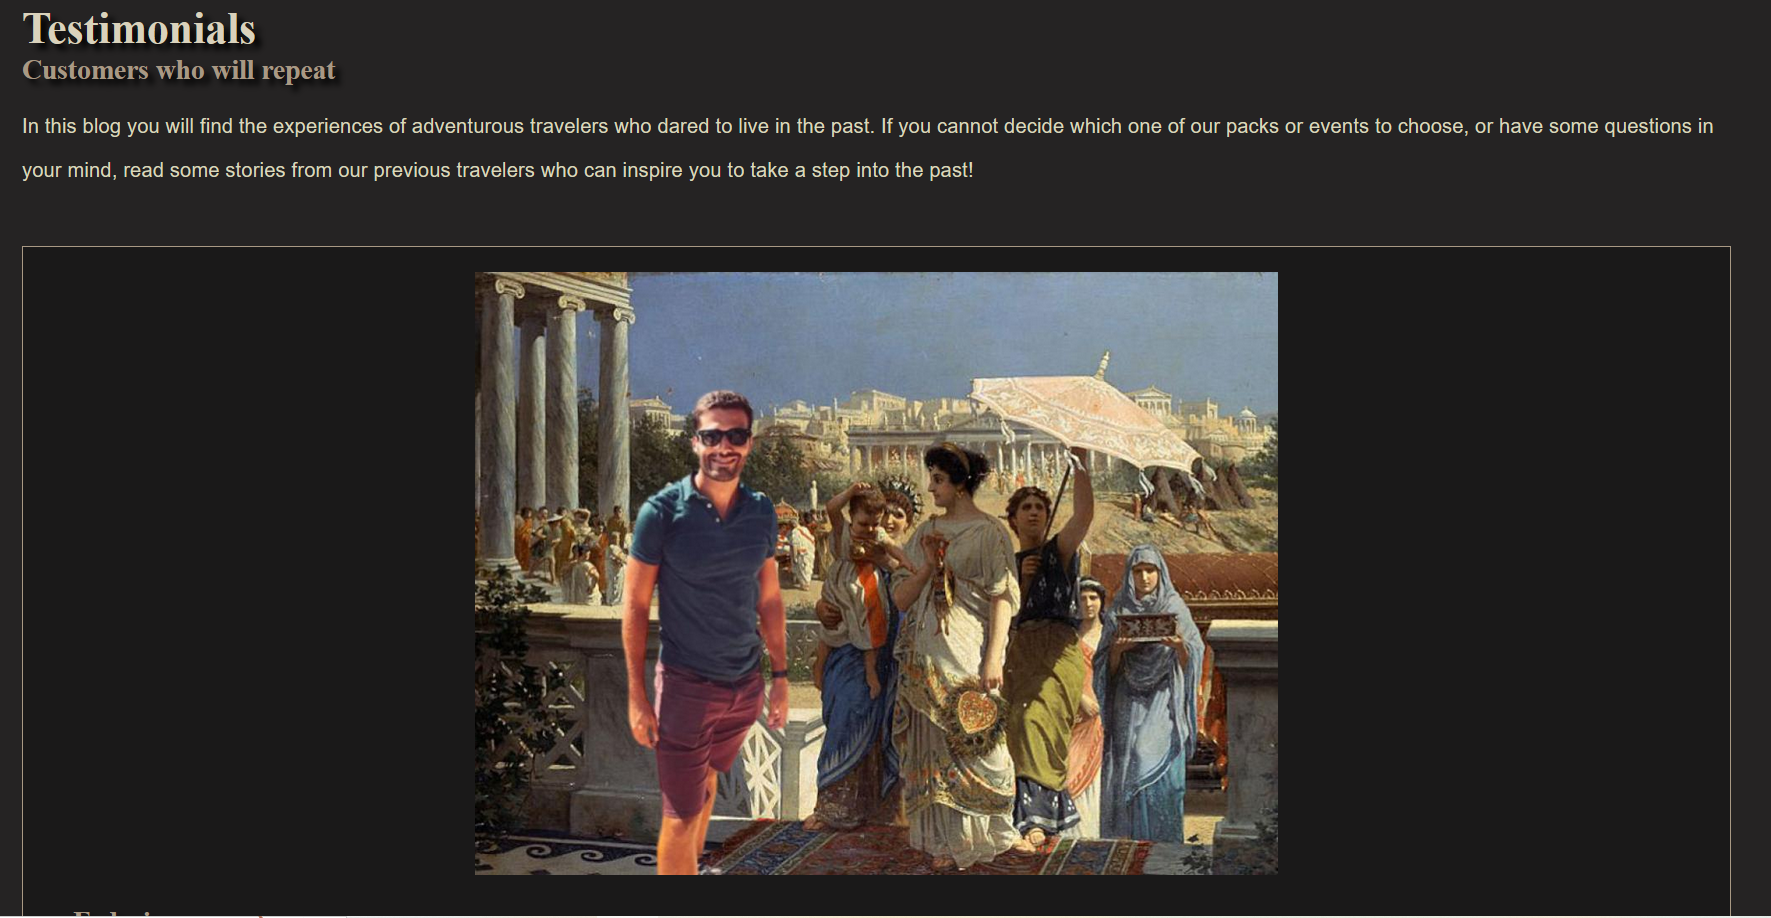 Testimonials
Customers who will repeat
In this blog you will find the experiences of adventurous travelers who dared to live in the past. If you cannot decide which one of our packs or events to choose, or have some questions in
your mind, read some stories from our previous travelers who can inspire you to take a step into the past!